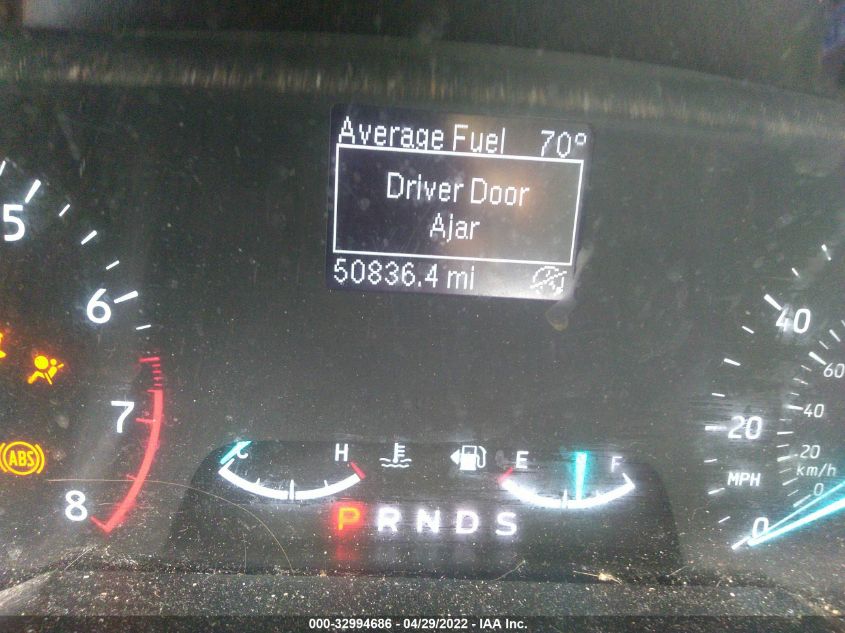 Average Fuel 70°
Driver Door
Ajar
50836.4 mi
5
6
7
8
ABS
C H
E F
P R N D S
40
20
MPH
0
60
40
20
km/h
0
000-32994686 - 04/29/2022 - IAA Inc.